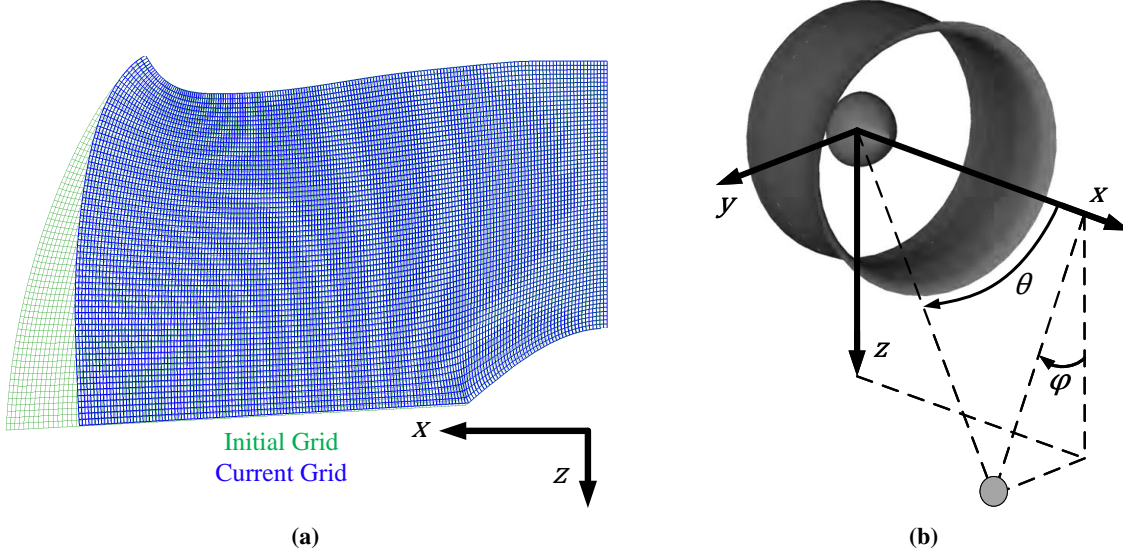 x
z
Initial Grid
Current Grid
(a)
x
y
z
θ
φ
(b)